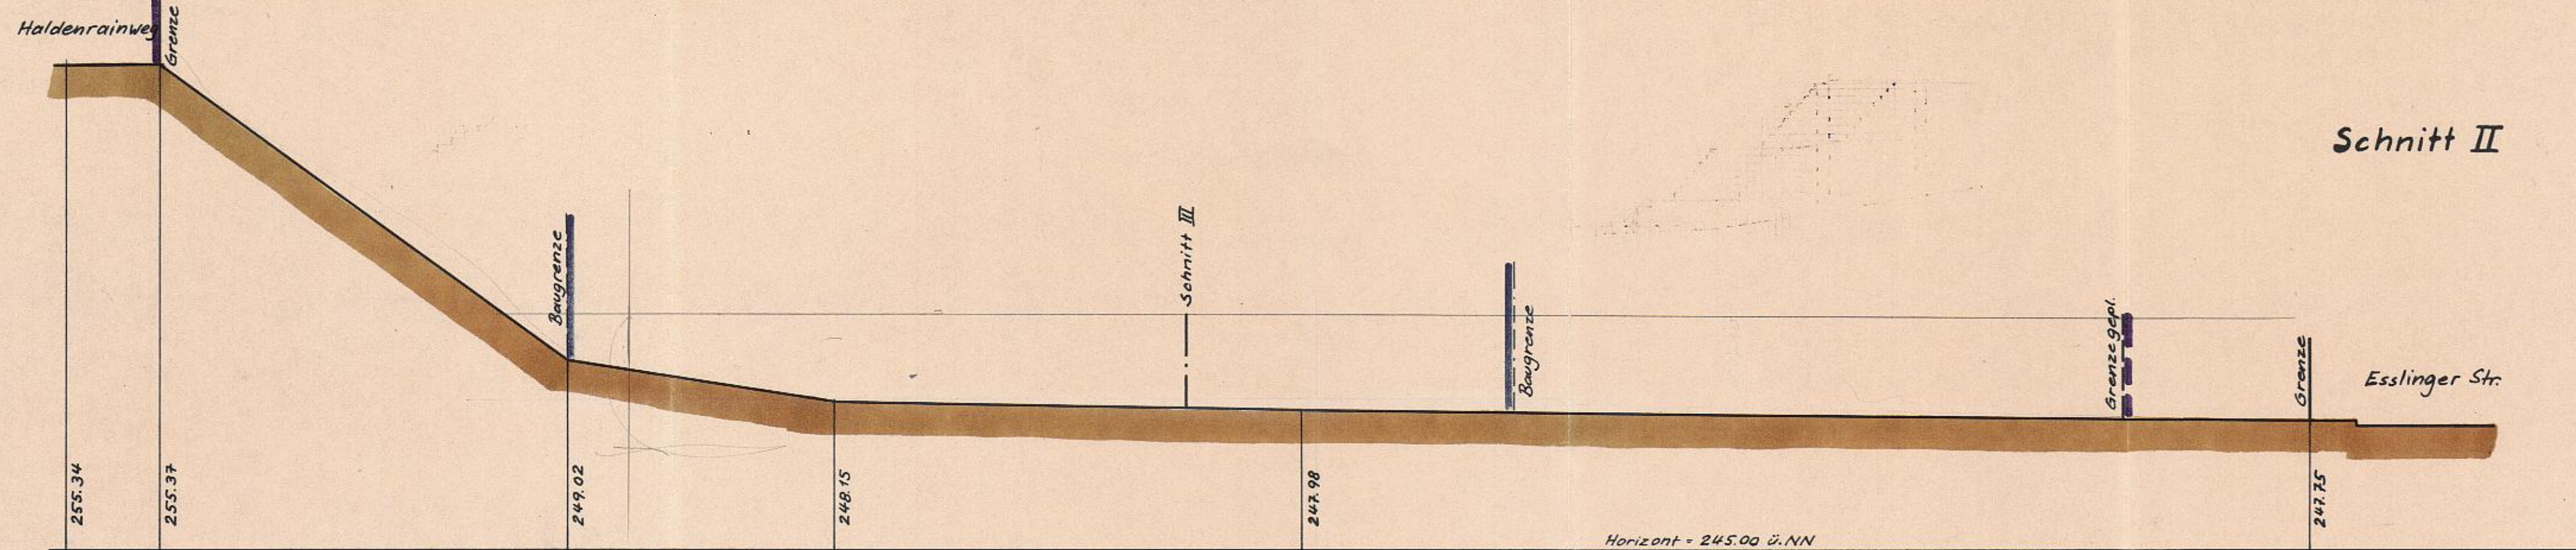 Haldenrainweg
Grenze
Schnitt II
Baugrenze
Schnitt III
Baugrenze
Grenze gepl.
Grenze
Esslinger Str.
255.34
255.37
249.02
248.15
247.98
247.75
Horizont = 245.00 ü.NN